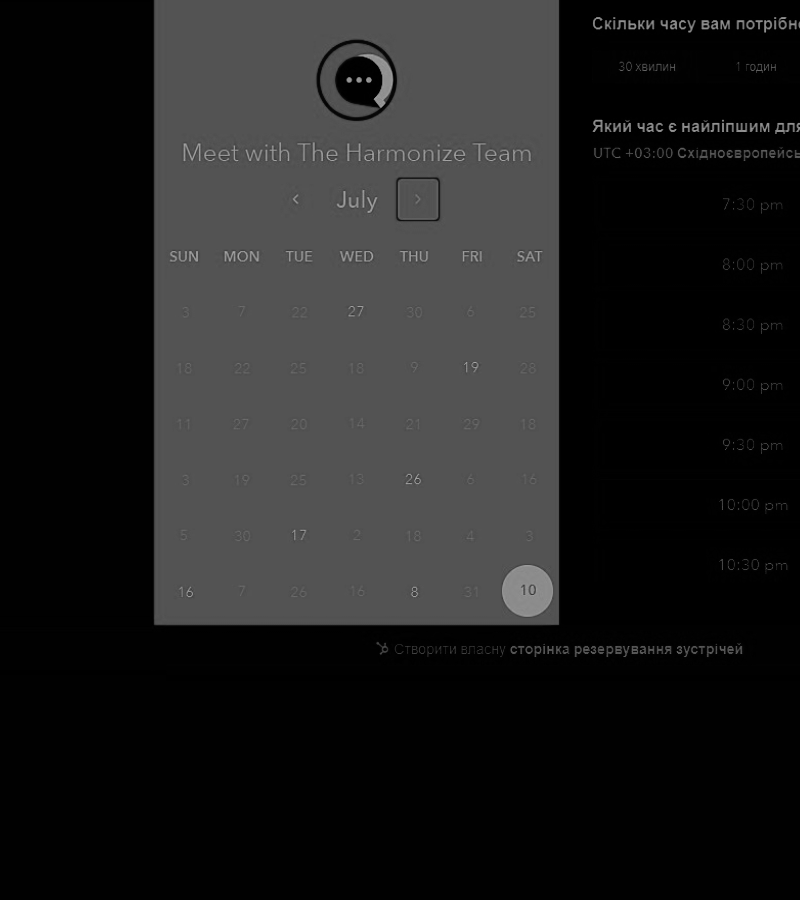 Meet with The Harmonize Team
July
SUN MON TUE WED THU FRI SAT
3 7 22 27 30 6 25
18 22 25 18 9 19 28
11 27 20 14 21 29 18
3 19 25 13 26 6 16
5 30 17 2 18 4 3
16 7 26 16 8 31 10
Скільки часу вам
30 хвилин 1 годин
Який час є найліпшим
UTC +03:00
7:30 pm
8:00 pm
8:30 pm
9:00 pm
9:30 pm
10:00 pm
10:30 pm
Створити власну сторінка резервування зустрічей